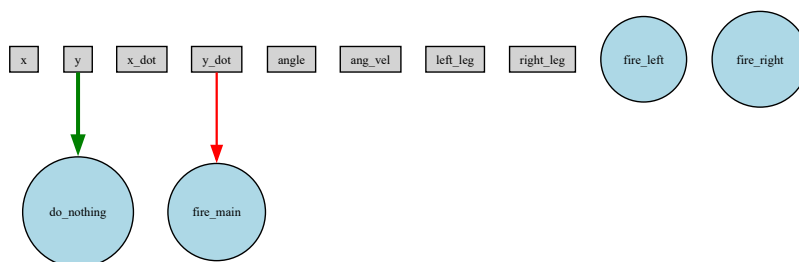 x
y
x_dot
y_dot
angle
ang_vel
left_leg
right_leg
fire_left
fire_right
do_nothing
fire_main